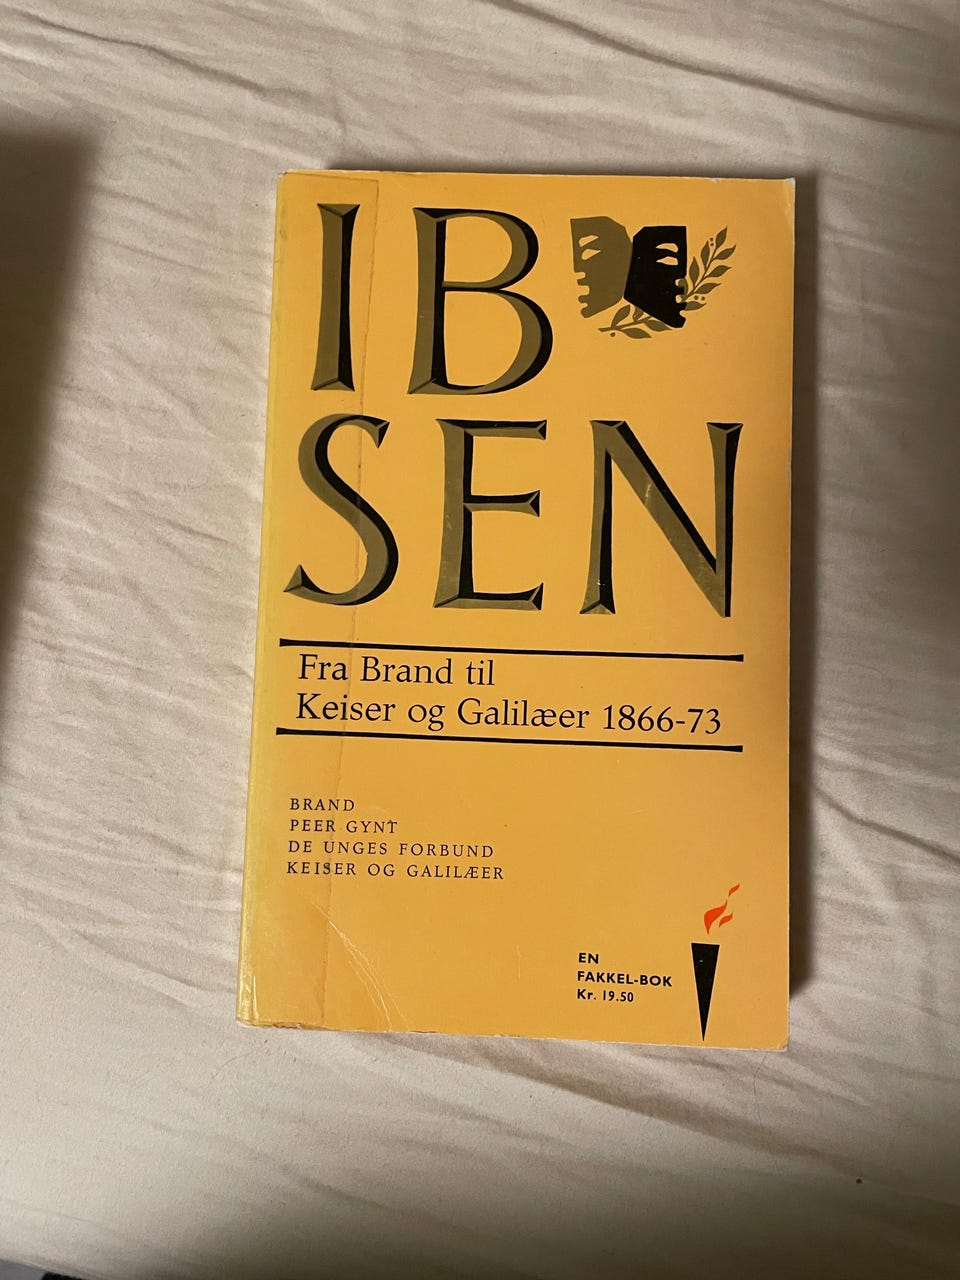 IB
SEN
Fra Brand til
Keiser og Galilæer 1866-73
BRAND
PEER GYNT
DE UNGES FORBUND
KEISER OG GALILÆER
EN
FAKKEL-BOK
Kr. 19.50